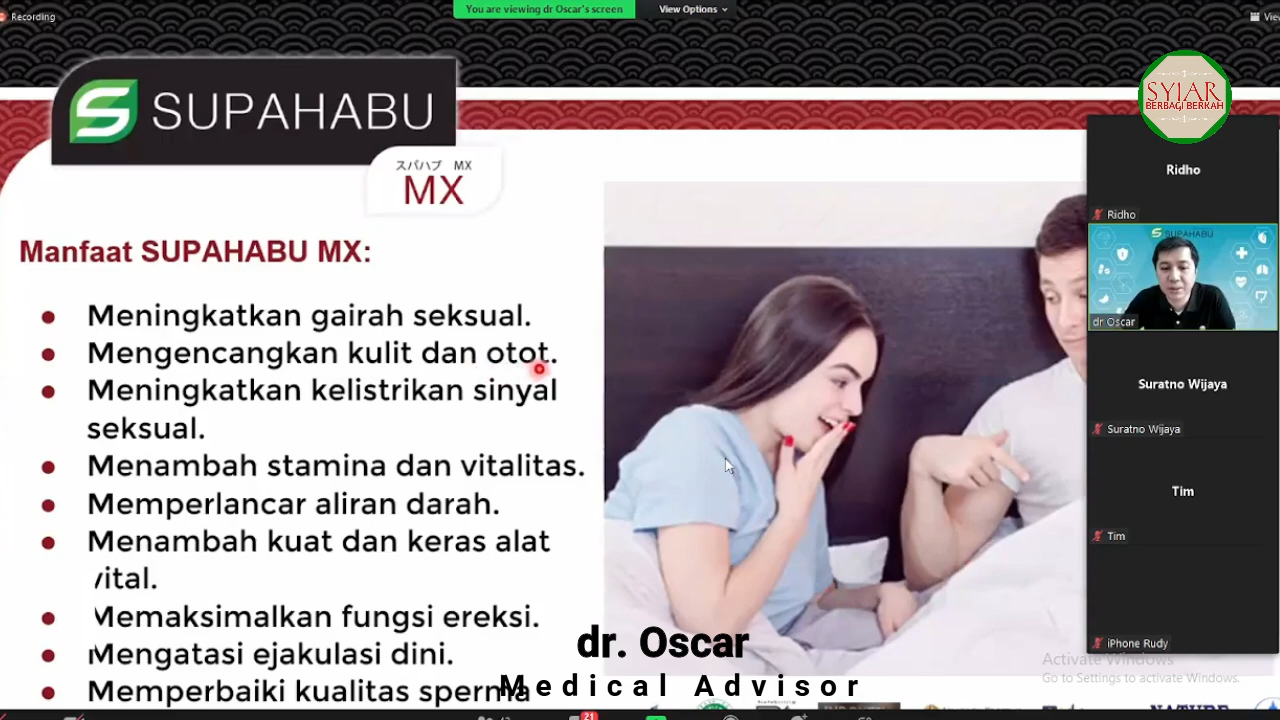 Recording
You are viewing dr Oscar's screen
View Options
View
SUPAHABU
スパハブ MX
MX
SYIAR
BERBAGI BERKAH
Manfaat SUPAHABU MX:
Meningkatkan gairah seksual.
Mengencangkan kulit dan otot.
Meningkatkan kelistrikan sinyal
seksual.
Menambah stamina dan vitalitas.
Memperlancar aliran darah.
Menambah kuat dan keras alat
vital.
Memaksimalkan fungsi ereksi.
Mengatasi ejakulasi dini.
Memperbaiki kualitas sperma
dr. Oscar
Medical Advisor
Ridho
Ridho
SUPAHABU
dr Oscar
Suratno Wijaya
Suratno Wijaya
Tim
Tim
iPhone Rudy
Activate Windows
Go to Settings to activate Windows.
21
NATURE